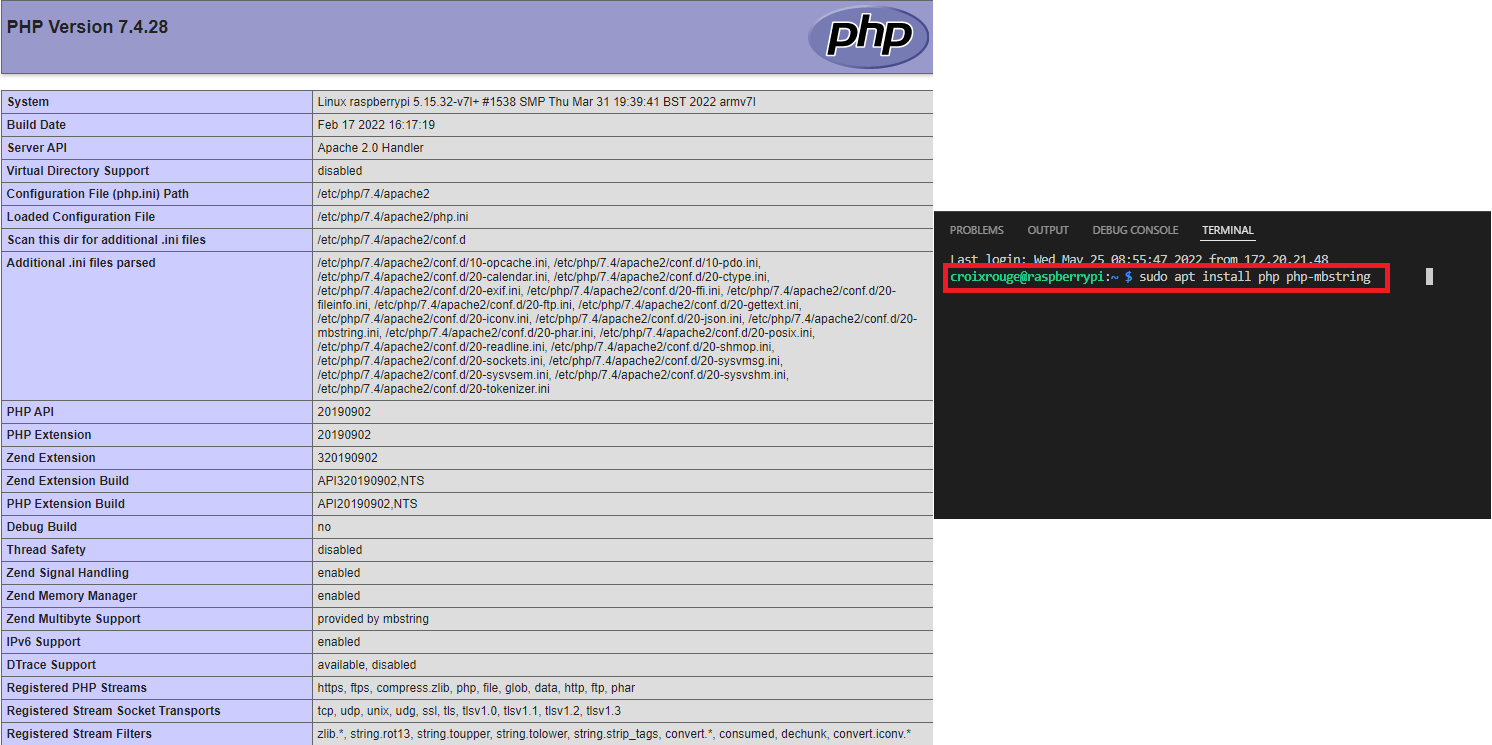 PHP Version 7.4.28
php
System Linux raspberrypi 5.15.32-v7l+ #1538 SMP Thu Mar 31 19:39:41 BST 2022 armv7l
Build Date Feb 17 2022 16:17:19
Server API Apache 2.0 Handler
Virtual Directory Support disabled
Configuration File (php.ini) Path /etc/php/7.4/apache2
Loaded Configuration File /etc/php/7.4/apache2/php.ini
Scan this dir for additional .ini files /etc/php/7.4/apache2/conf.d
Additional .ini files parsed /etc/php/7.4/apache2/conf.d/10-opcache.ini, /etc/php/7.4/apache2/conf.d/10-pdo.ini,
/etc/php/7.4/apache2/conf.d/20-calendar.ini, /etc/php/7.4/apache2/conf.d/20-ctype.ini,
/etc/php/7.4/apache2/conf.d/20-exif.ini, /etc/php/7.4/apache2/conf.d/20-ffi.ini, /etc/php/7.4/apache2/conf.d/20-
fileinfo.ini, /etc/php/7.4/apache2/conf.d/20-ftp.ini, /etc/php/7.4/apache2/conf.d/20-gettext.ini,
/etc/php/7.4/apache2/conf.d/20-iconv.ini, /etc/php/7.4/apache2/conf.d/20-json.ini, /etc/php/7.4/apache2/conf.d/20-
mbstring.ini, /etc/php/7.4/apache2/conf.d/20-phar.ini, /etc/php/7.4/apache2/conf.d/20-posix.ini,
/etc/php/7.4/apache2/conf.d/20-readline.ini, /etc/php/7.4/apache2/conf.d/20-shmop.ini,
/etc/php/7.4/apache2/conf.d/20-sockets.ini, /etc/php/7.4/apache2/conf.d/20-sysvmsg.ini,
/etc/php/7.4/apache2/conf.d/20-sysvsem.ini, /etc/php/7.4/apache2/conf.d/20-sysvshm.ini,
/etc/php/7.4/apache2/conf.d/20-tokenizer.ini
PHP API 20190902
PHP Extension 20190902
Zend Extension 320190902
Zend Extension Build API320190902,NTS
PHP Extension Build API20190902,NTS
Debug Build no
Thread Safety disabled
Zend Signal Handling enabled
Zend Memory Manager enabled
Zend Multibyte Support provided by mbstring
IPv6 Support enabled
DTrace Support available, disabled
Registered PHP Streams https, ftps, compress.zlib, php, file, glob, data, http, ftp, phar
Registered Stream Socket Transports tcp, udp, unix, udg, ssl, tls, tlsv1.0, tlsv1.1, tlsv1.2, tlsv1.3
Registered Stream Filters zlib.*, string.rot13, string.toupper, string.tolower, string.strip_tags, convert.*, consumed, dechunk, convert.iconv.*
PROBLEMS OUTPUT DEBUG CONSOLE TERMINAL
Last login: Wed May 25 08:55:47 2022 from 172.20.21.48
croixrouge@raspberrypi:~ $ sudo apt install php php-mbstring